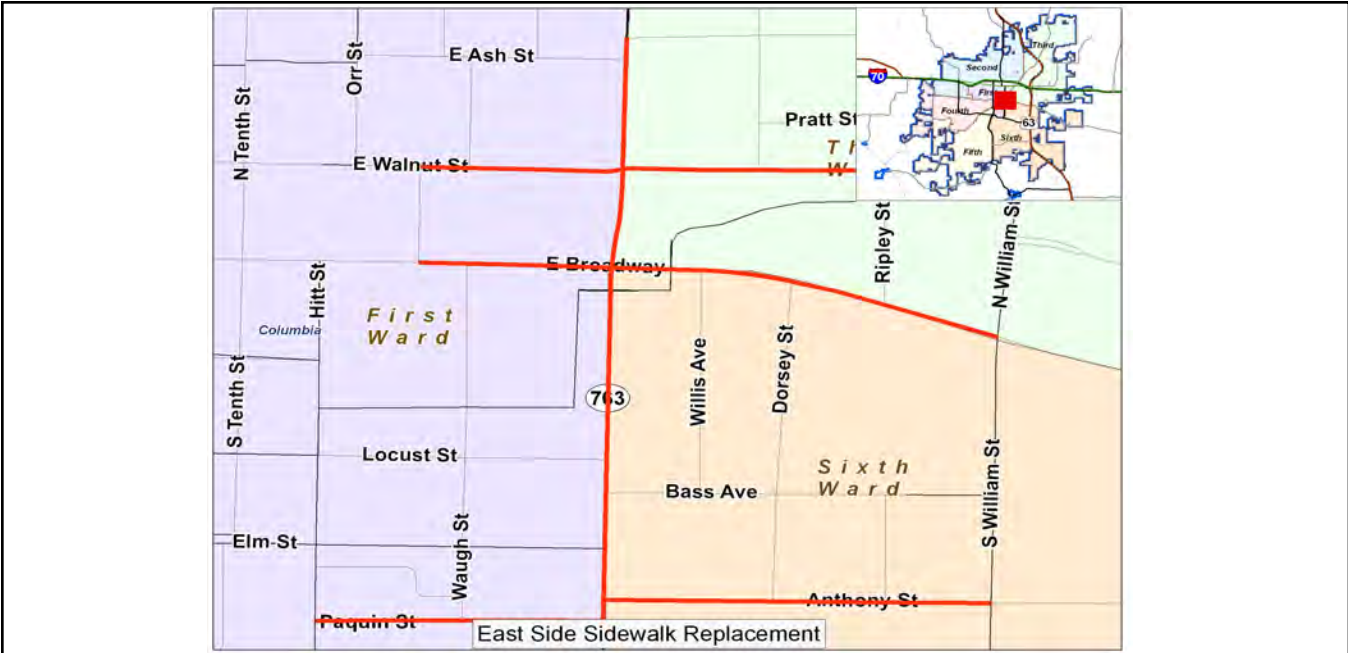 E Ash St
Orr St
N Tenth St
Pratt St
E Walnut St
Third
Second
70
Fourth
63
Sixth
Fifth
Ripley St
N William St
E Broadway
Hitt St
First
Ward
Columbia
763
Willis Ave
Dorsey St
S Tenth St
Locust St
Sixth
Ward
Bass Ave
S William St
Elm St
Waugh St
Anthony St
Paquin St
East Side Sidewalk Replacement